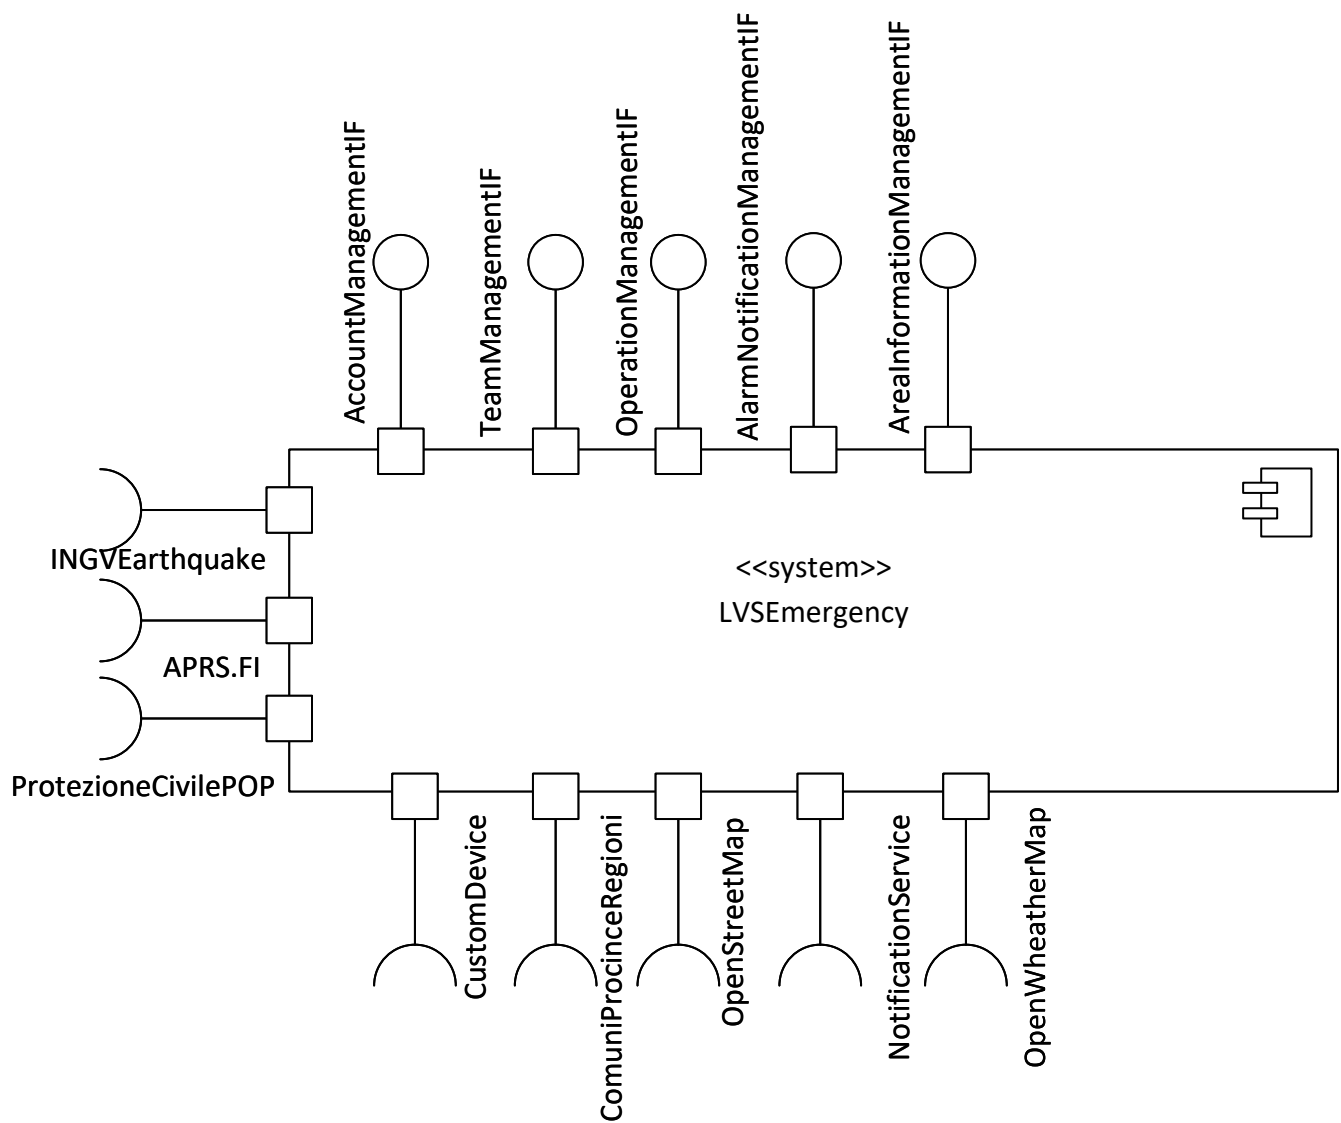 AccountManagementIF
TeamManagementIF
OperationManagementIF
AlarmNotificationManagementIF
AreaInformationManagementIF
INGVEarthquake
APRS.FI
ProtezioneCivilePOP
<<system>>
LVSEmergency
CustomDevice
ComuniProcinceRegioni
OpenStreetMap
NotificationService
OpenWheatherMap